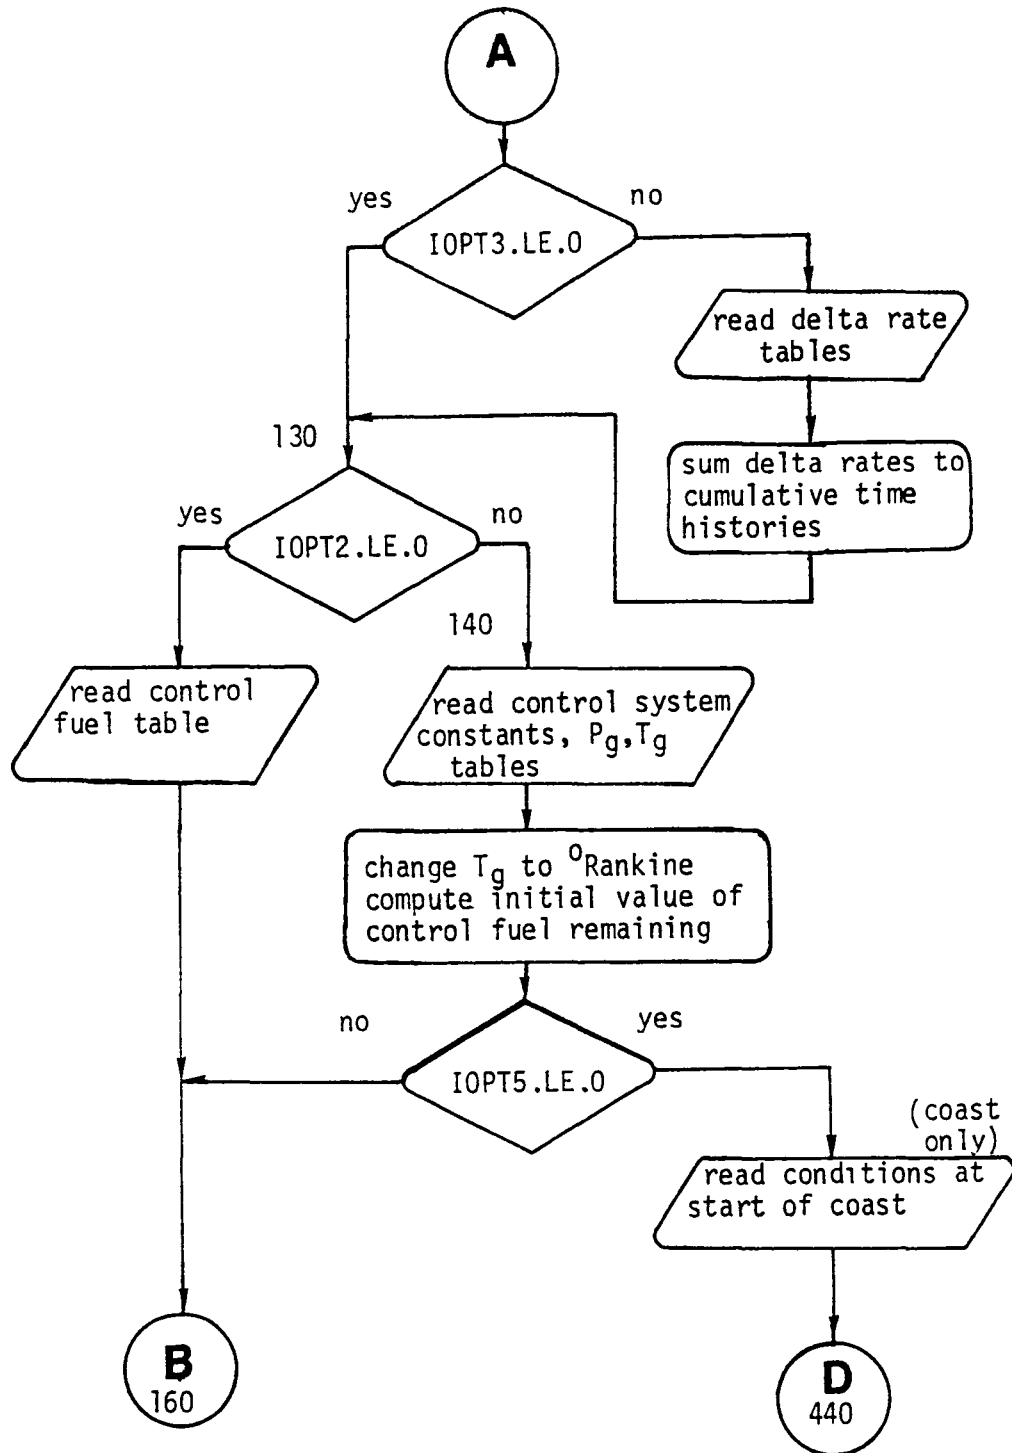 A
yes
no
IOPT3.LE.0
read delta rate
tables
130
sum delta rates to
cumulative time
histories
yes
no
IOPT2.LE.0
140
read control
fuel table
read control system
constants, Pg,Tg
tables
change Tg to ºRankine
compute initial value of
control fuel remaining
no
yes
IOPT5.LE.0
(coast
only)
read conditions at
start of coast
B
160
D
440